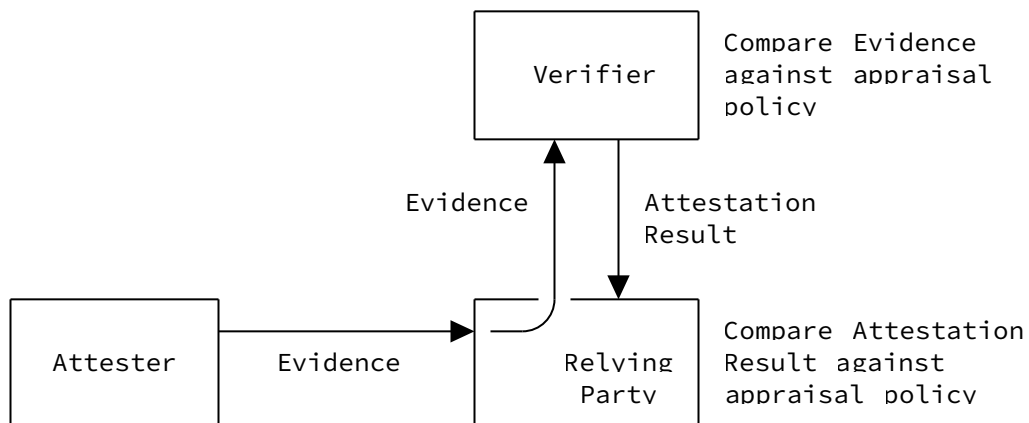 Verifier
Compare Evidence
against appraisal
policy
Evidence
Attestation
Result
Attester
Evidence
Relying
Party
Compare Attestation
Result against
appraisal policy